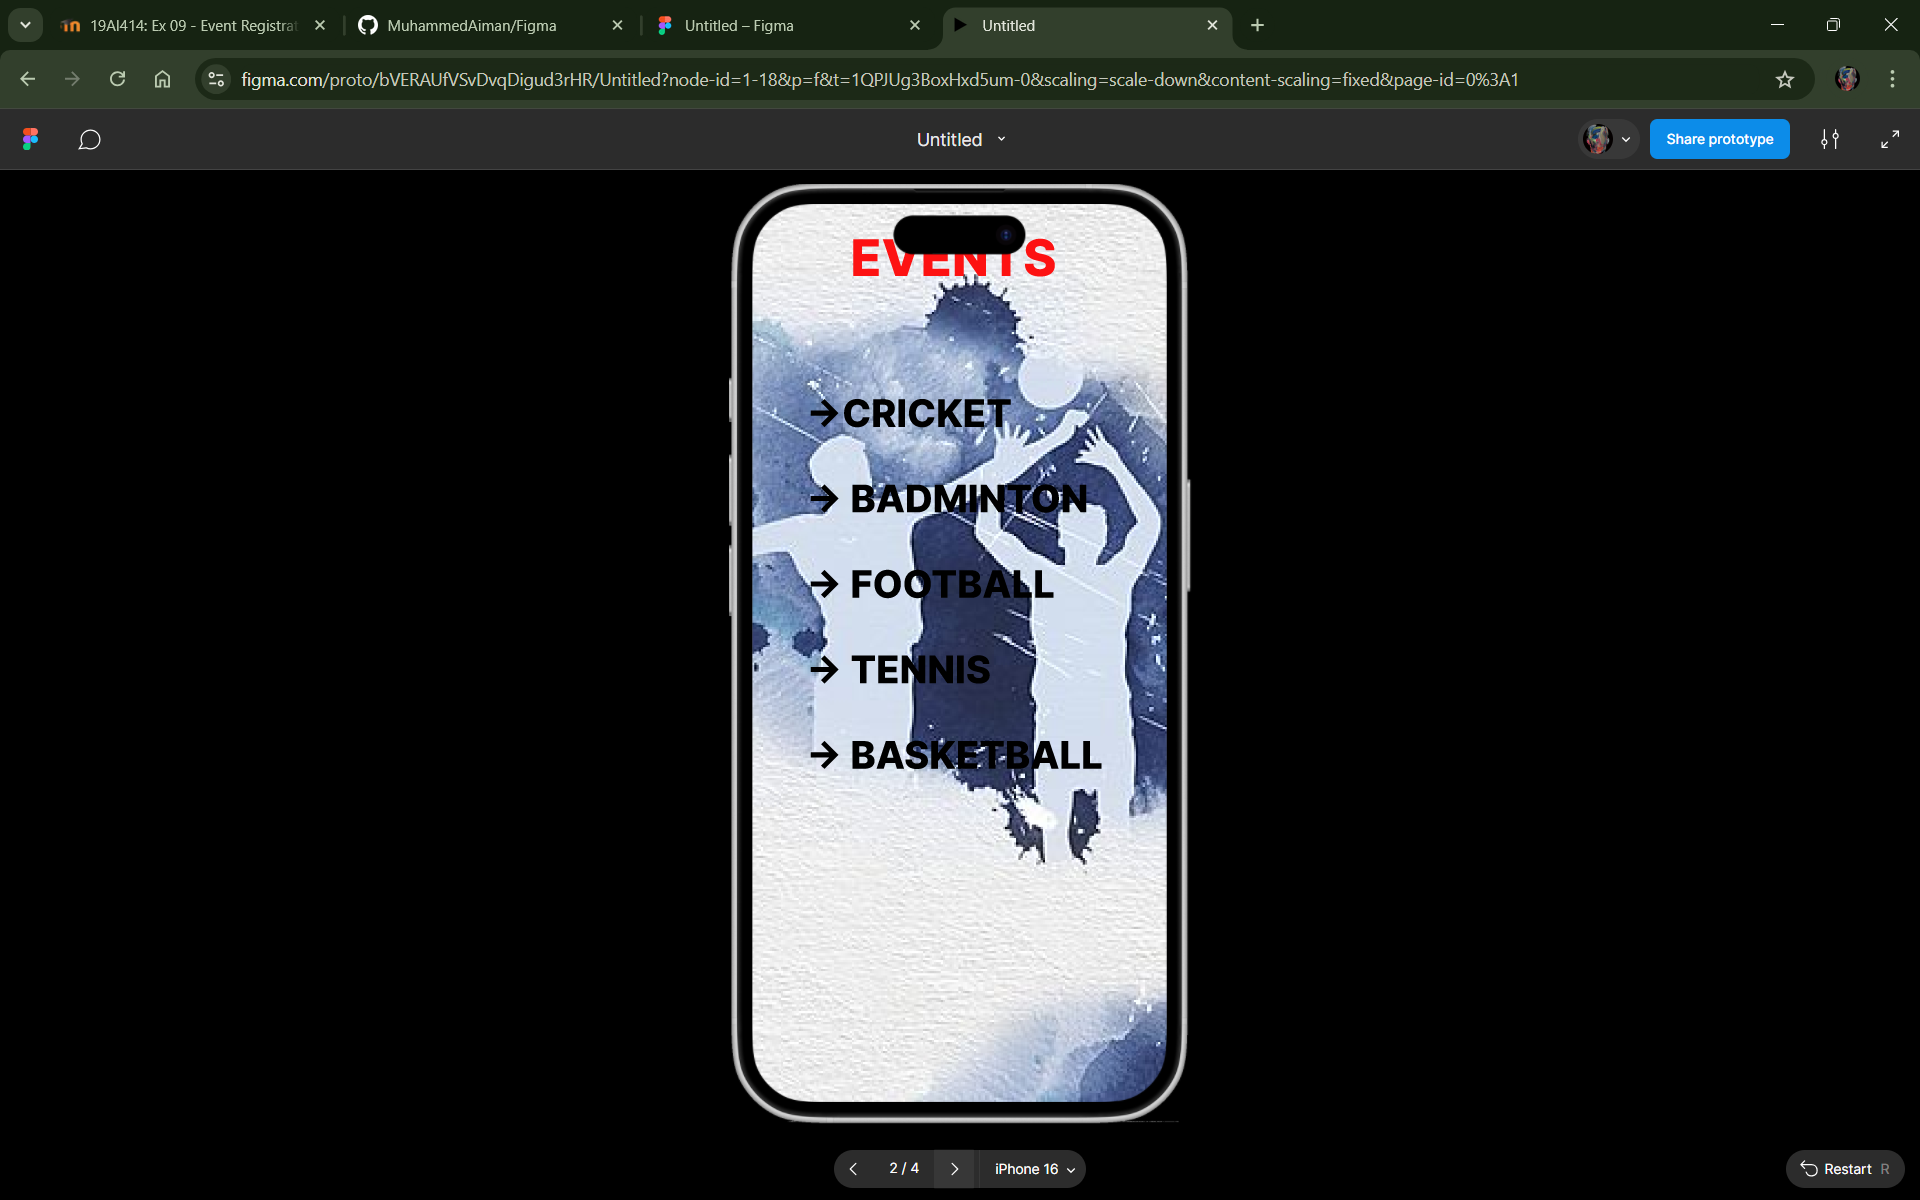 19AI414: Ex 09 - Event Registrat
MuhammedAiman/Figma
Untitled – Figma
Untitled
figma.com/proto/bVERAUfVSvDvqDigud3rHR/Untitled?node-id=1-18&p=f&t=1QPJUg3BoxHxd5um-0&scaling=scale-down&content-scaling=fixed&page-id=0%3A1
Untitled
Share prototype
EVENTS
→CRICKET
→ BADMINTON
→ FOOTBALL
→ TENNIS
→ BASKETBALL
2 / 4
iPhone 16
Restart R